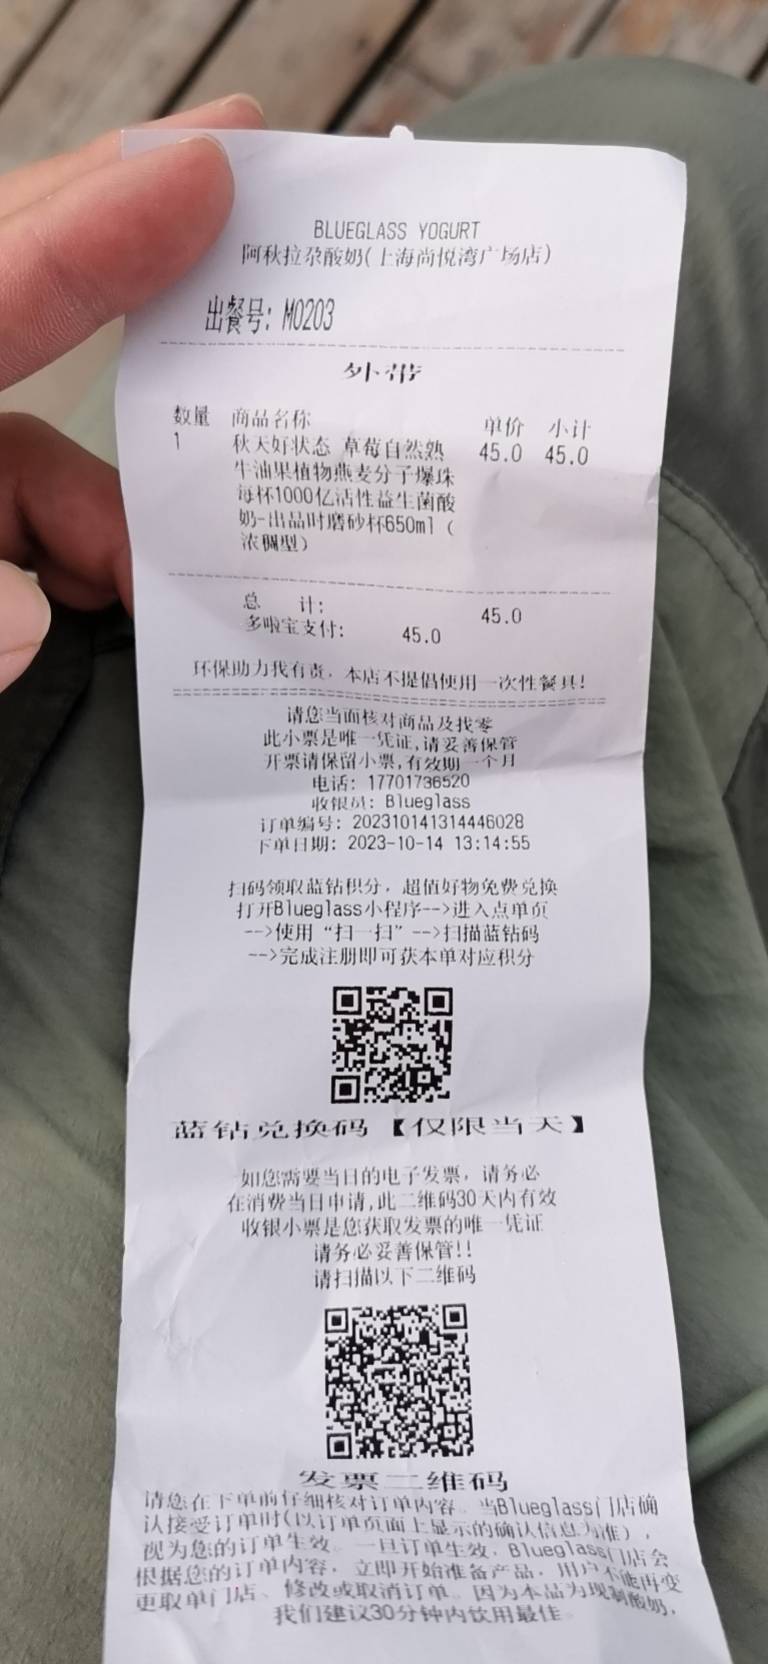 BLUEGLASS YOGURT
阿秋拉尕酸奶(上海尚悦湾广场店)
出餐号: M0203
外带
数量 商品名称 单价 小计
1 秋天好状态 草莓自然熟 45.0 45.0
牛油果植物燕麦分子爆珠
每杯1000亿活性益生菌酸
奶-出品时磨砂杯650ml（
浓稠型）
总 计: 45.0
多啦宝支付: 45.0
环保助力我有责，本店不提倡使用一次性餐具!
请您当面核对商品及找零
此小票是唯一凭证,请妥善保管
开票请保留小票,有效期一个月
电话: 17701736520
收银员: Blueglass
订单编号: 202310141314446028
下单日期: 2023-10-14 13:14:55
扫码领取蓝钻积分，超值好物免费兑换
打开Blueglass小程序-->进入点单页
-->使用“扫一扫”-->扫描蓝钻码
-->完成注册即可获本单对应积分
蓝钻兑换码【仅限当天】
如您需要当日的电子发票，请务必
在消费当日申请,此二维码30天内有效
收银小票是您获取发票的唯一凭证
请务必妥善保管!!
请扫描以下二维码
发票二维码
请您在下单前仔细核对订单内容。当Blueglass门店确
认接受订单时(以订单页面上显示的确认信息为准)，
视为您的订单生效。一旦订单生效，Blueglass门店会
根据您的订单内容，立即开始准备产品，用户不能再变
更取单门店、修改或取消订单。因为本品为现制酸奶，
我们建议30分钟内饮用最佳。